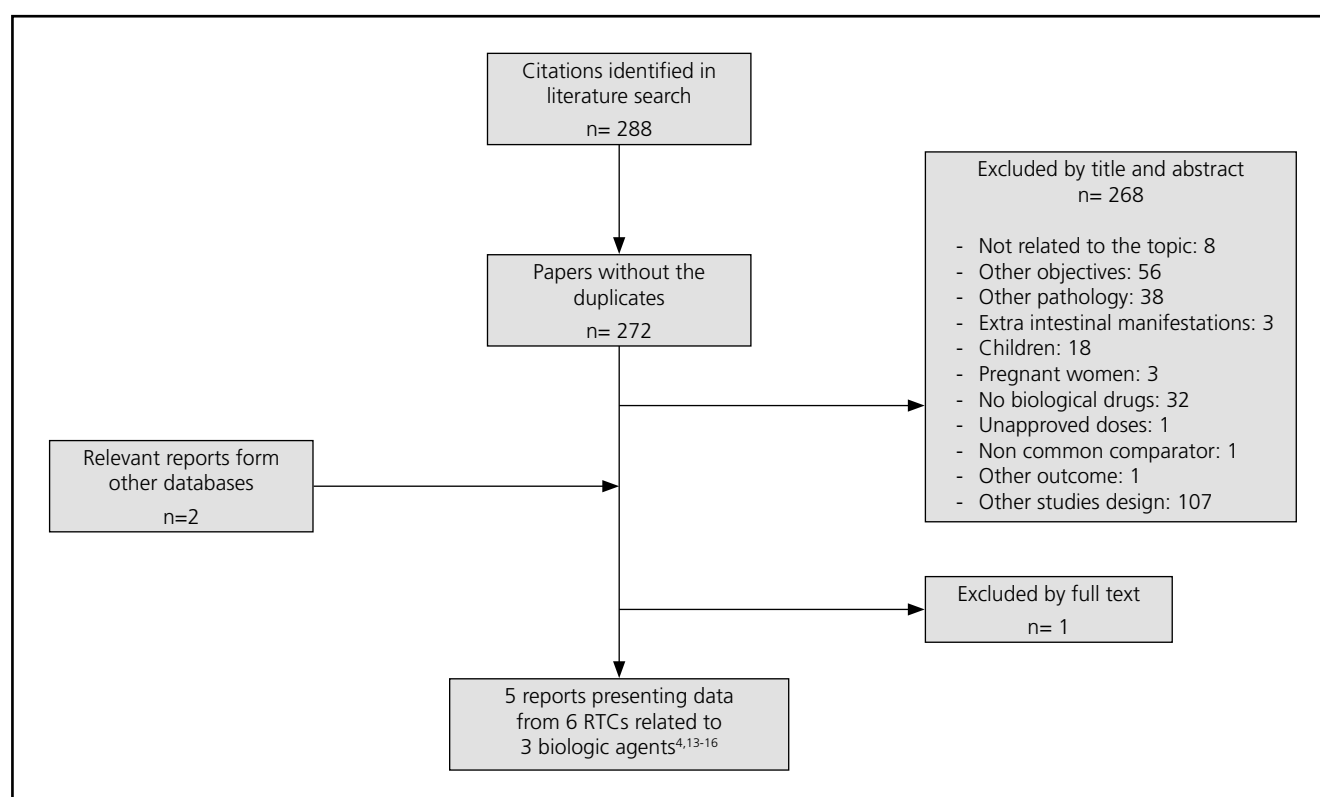 Citations identified in
literature search
n= 288
Papers without the
duplicates
n= 272
Excluded by title and abstract
n= 268
- Not related to the topic: 8
- Other objectives: 56
- Other pathology: 38
- Extra intestinal manifestations: 3
- Children: 18
- Pregnant women: 3
- No biological drugs: 32
- Unapproved doses: 1
- Non common comparator: 1
- Other outcome: 1
- Other studies design: 107
Relevant reports form
other databases
n=2
Excluded by full text
n= 1
5 reports presenting data
from 6 RTCs related to
3 biologic agents4,13-16